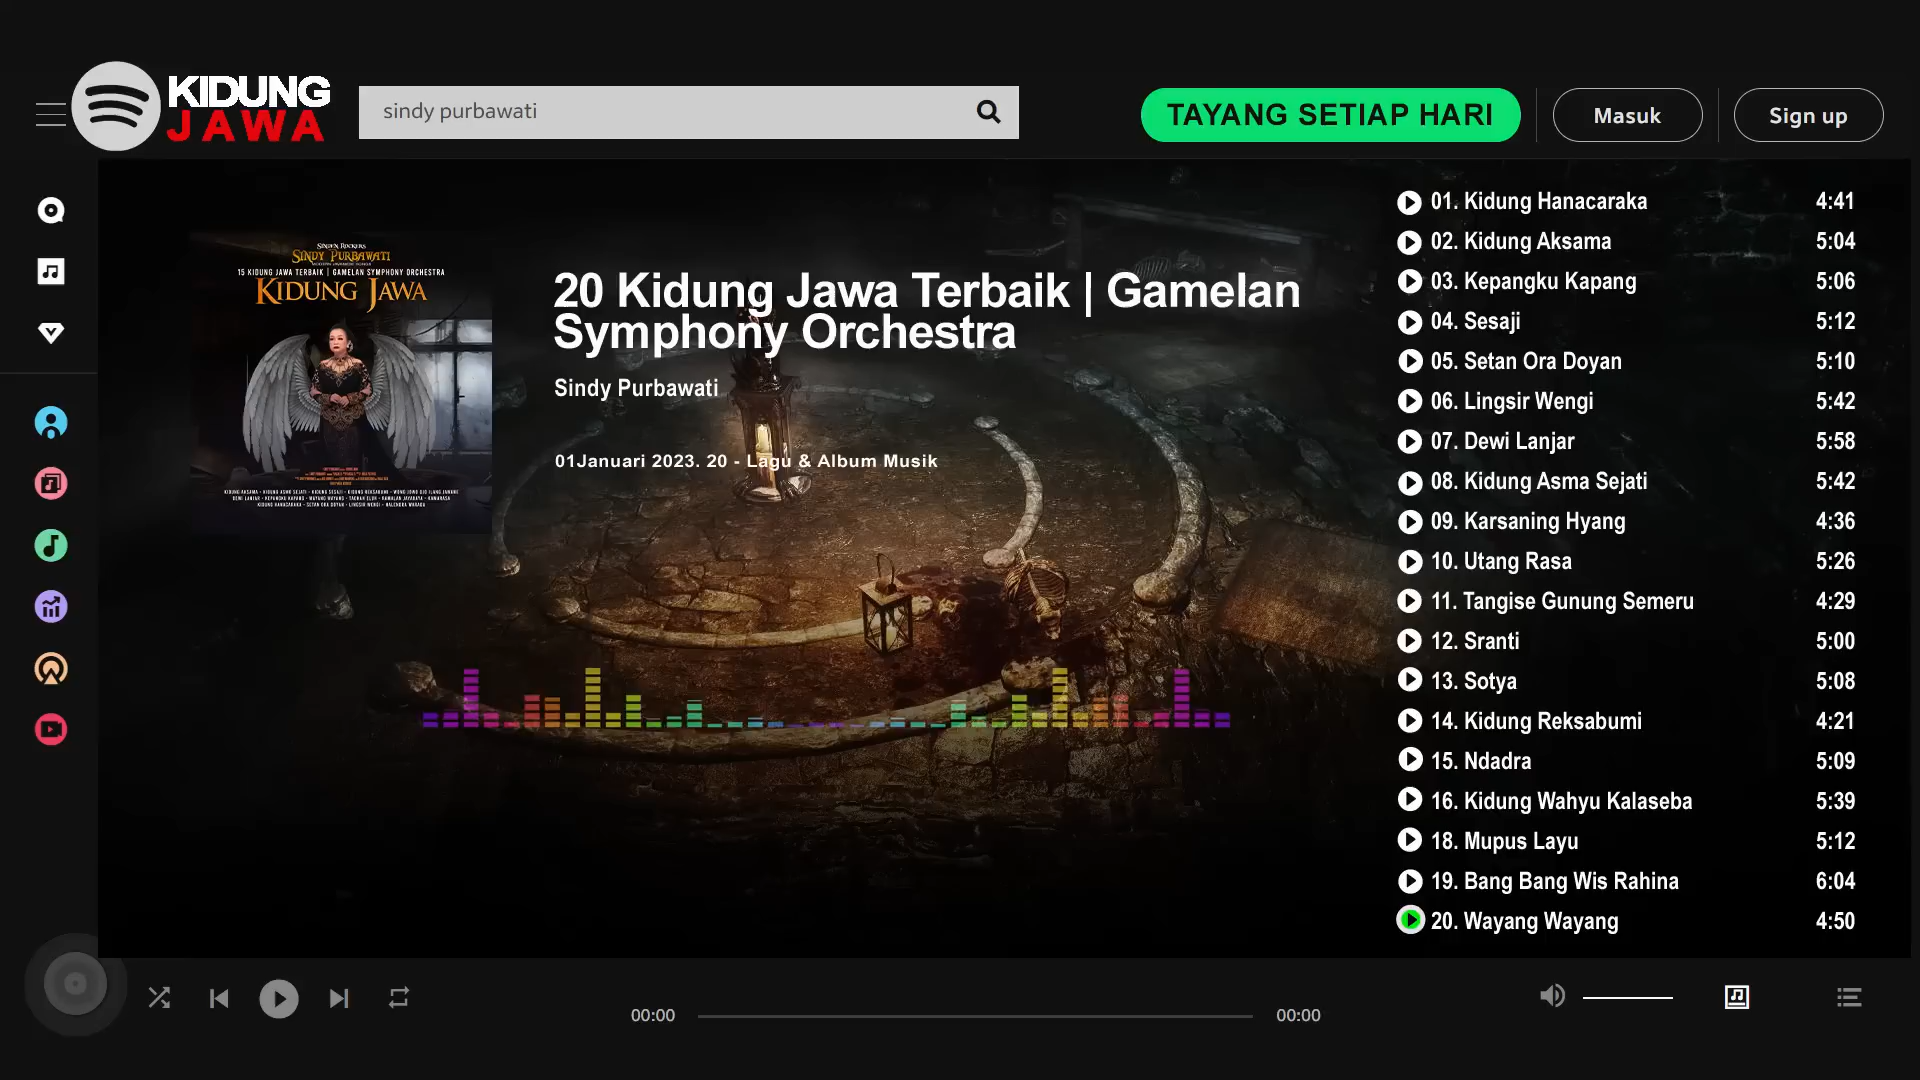 KIDUNG
JAWA
sindy purbawati
TAYANG SETIAP HARI
Masuk
Sign up
SINDEN ROCKERS
SINDY PURBAWATI
15 KIDUNG JAWA TERBAIK | GAMELAN SYMPHONY ORCHESTRA
KIDUNG JAWA
20 Kidung Jawa Terbaik | Gamelan
Symphony Orchestra
Sindy Purbawati
01Januari 2023. 20 - Lagu & Album Musik
01. Kidung Hanacaraka 4:41
02. Kidung Aksama 5:04
03. Kepangku Kapang 5:06
04. Sesaji 5:12
05. Setan Ora Doyan 5:10
06. Lingsir Wengi 5:42
07. Dewi Lanjar 5:58
08. Kidung Asma Sejati 5:42
09. Karsaning Hyang 4:36
10. Utang Rasa 5:26
11. Tangise Gunung Semeru 4:29
12. Sranti 5:00
13. Sotya 5:08
14. Kidung Reksabumi 4:21
15. Ndadra 5:09
16. Kidung Wahyu Kalaseba 5:39
18. Mupus Layu 5:12
19. Bang Bang Wis Rahina 6:04
20. Wayang Wayang 4:50
00:00
00:00